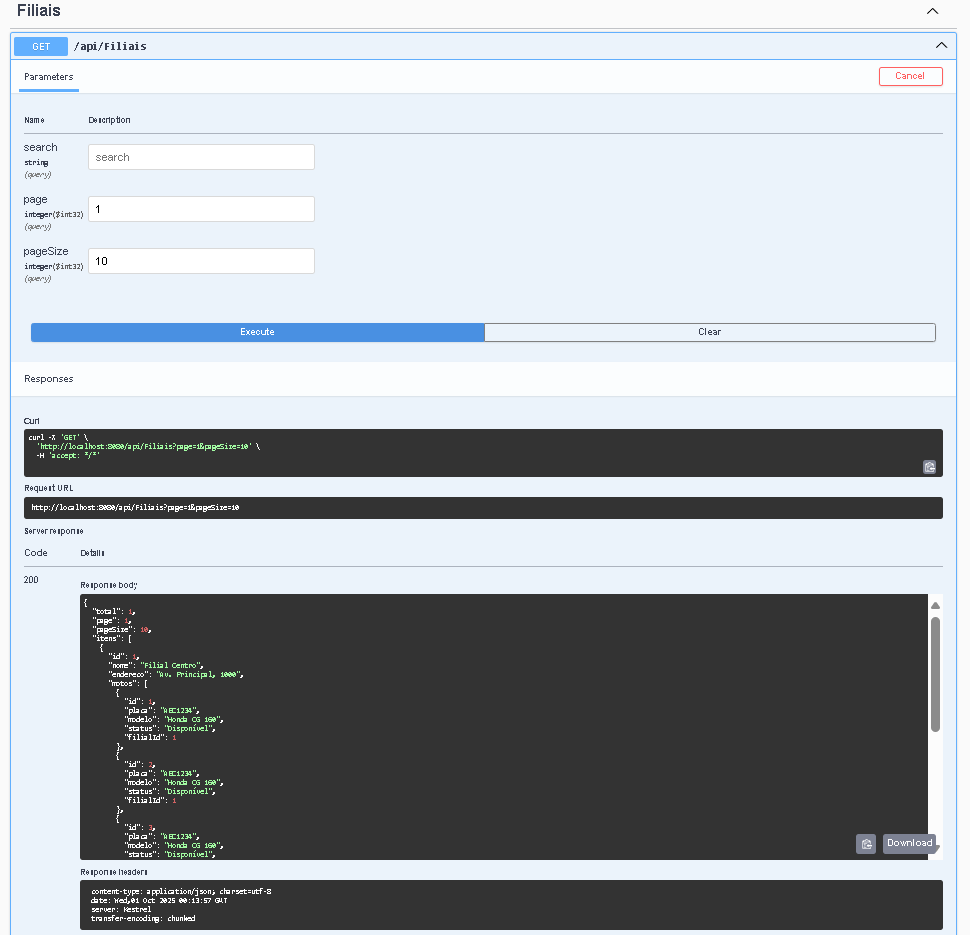 Filiais
GET /api/Filiais
Parameters Cancel
Name Description
search
string
(query)
search
page
integer($int32)
(query)
1
pageSize
integer($int32)
(query)
10
Execute Clear
Responses
Curl
curl -X 'GET' \
'http://localhost:8080/api/Filiais?page=1&pageSize=10' \
-H 'accept: */*'
Request URL
http://localhost:8080/api/Filiais?page=1&pageSize=10
Server response
Code Details
200
Response body
{
"total": 1,
"page": 1,
"pageSize": 10,
"itens": [
{
"id": 1,
"nome": "Filial Centro",
"endereco": "Av. Principal, 1000",
"motos": [
{
"id": 1,
"placa": "ABC1234",
"modelo": "Honda CG 160",
"status": "Disponível",
"filialId": 1
},
{
"id": 2,
"placa": "ABC1234",
"modelo": "Honda CG 160",
"status": "Disponível",
"filialId": 1
},
{
"id": 3,
"placa": "ABC1234",
"modelo": "Honda CG 160",
"status": "Disponível",
Download
Response headers
content-type: application/json; charset=utf-8
date: Wed,01 Oct 2025 00:13:57 GMT
server: Kestrel
transfer-encoding: chunked